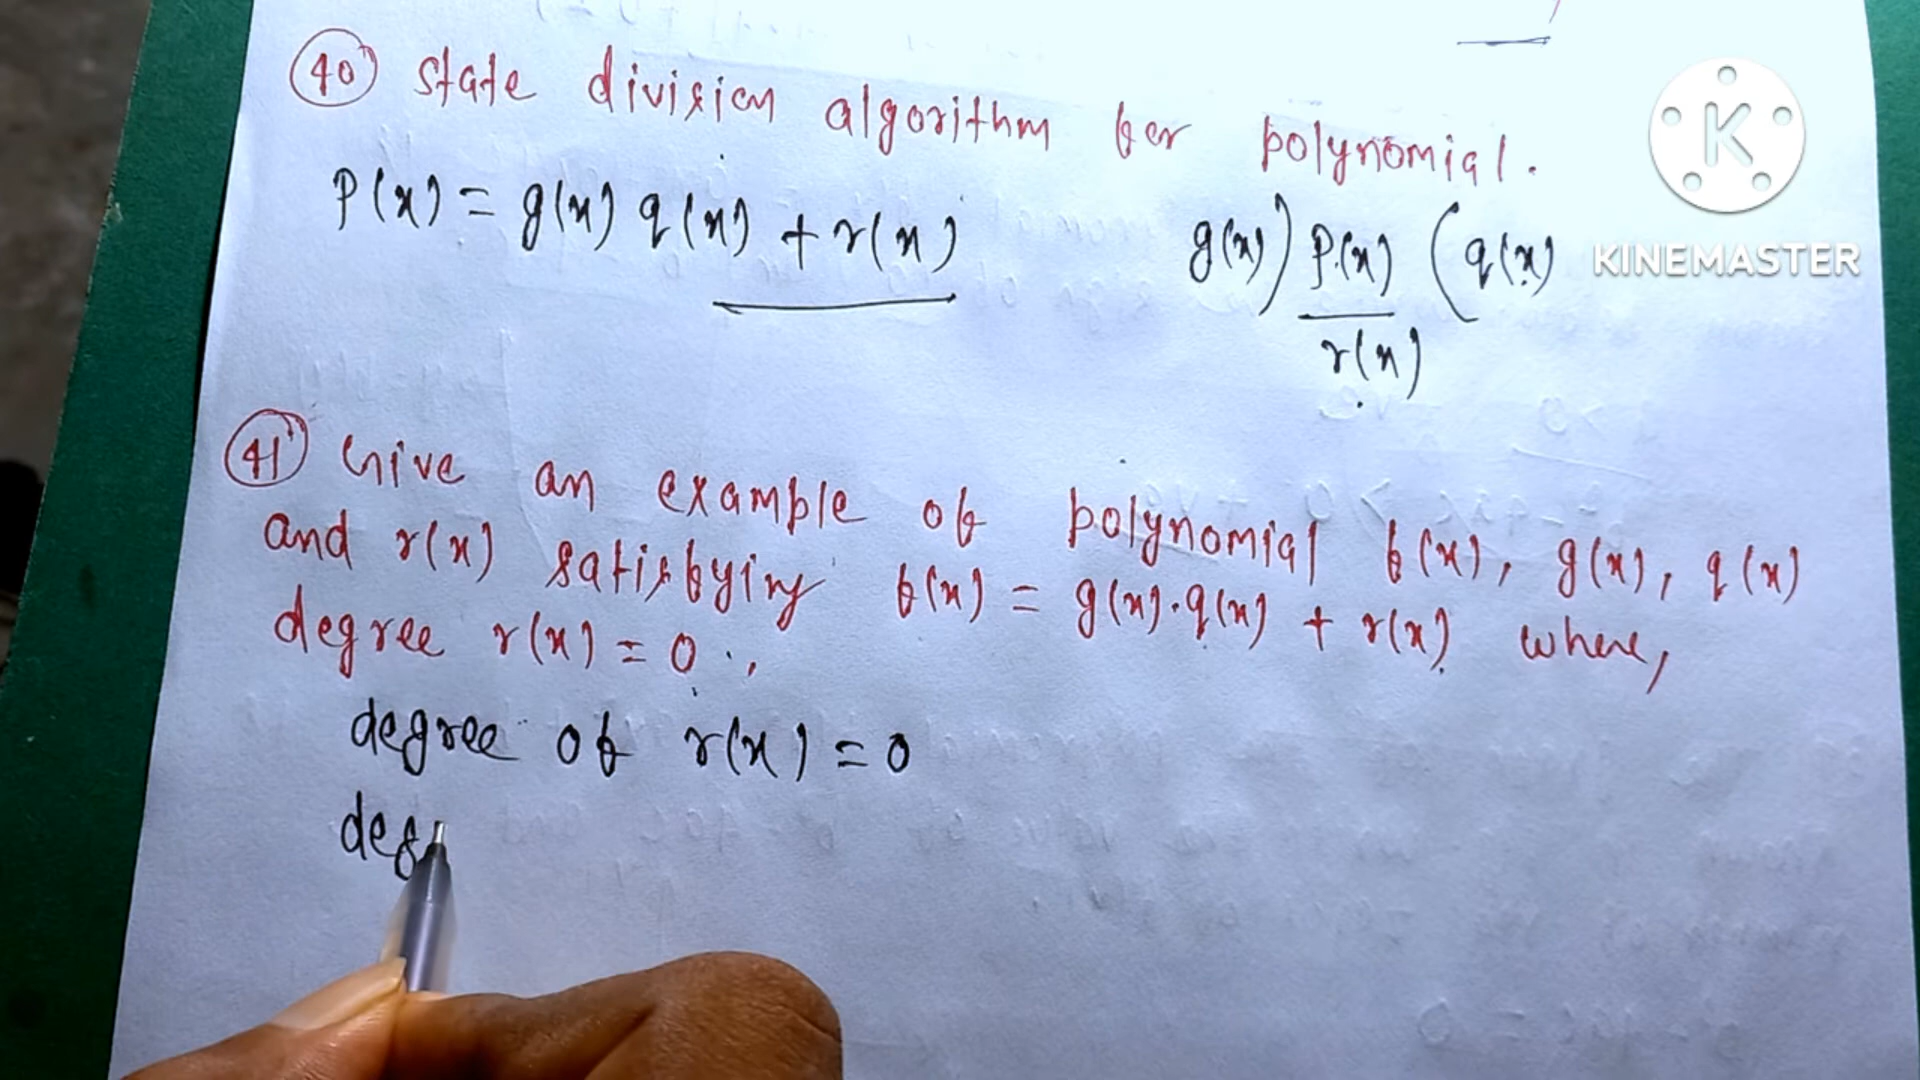 40 State division algorithm for polynomial.
p(x) = g(x) q(x) + r(x)
g(x) ) p(x) ( q(x)
r(x)
KINEMASTER
41 Give an example of polynomial f(x), g(x), q(x)
and r(x) satisfying f(x) = g(x).q(x) + r(x) where,
degree r(x) = 0.
degree of r(x) = 0
deg